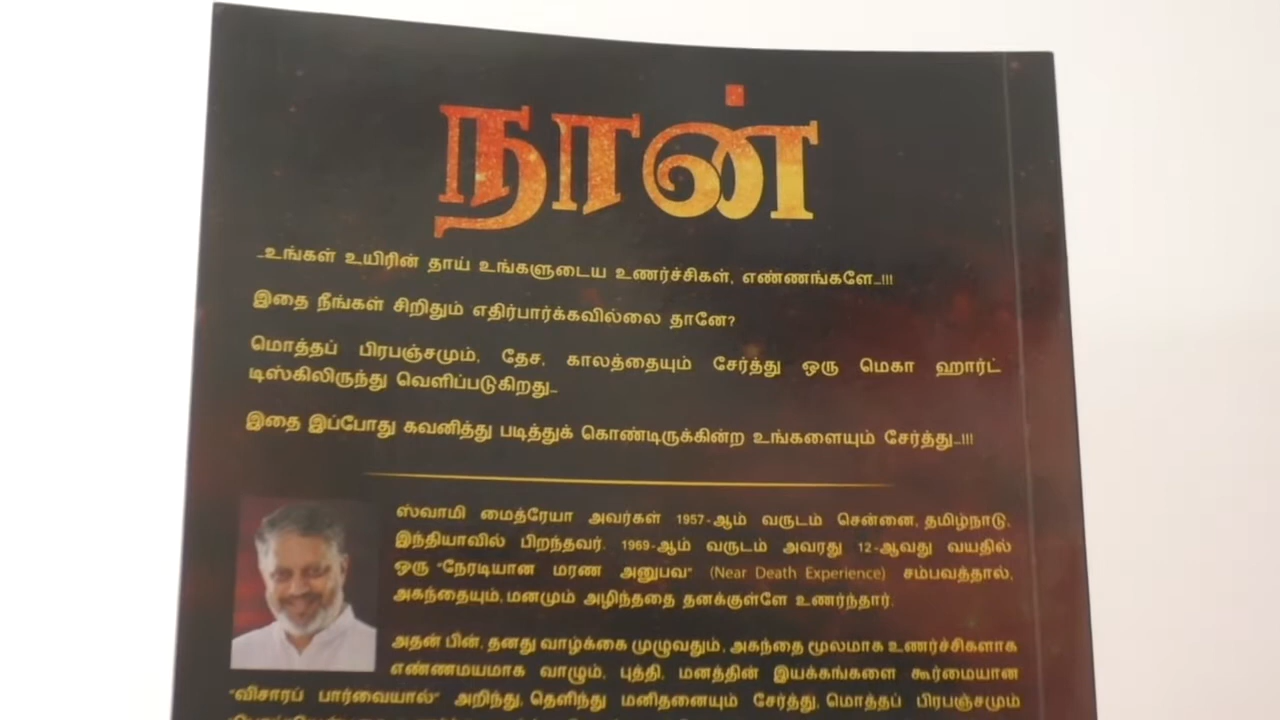 நான்
...உங்கள் உயிரின் தாய் உங்களுடைய உணர்ச்சிகள், எண்ணங்களே...!!!
இதை நீங்கள் சிறிதும் எதிர்பார்க்கவில்லை தானே?
மொத்தப் பிரபஞ்சமும், தேச, காலத்தையும் சேர்த்து ஒரு மெகா ஹார்ட்
டிஸ்கிலிருந்து வெளிப்படுகிறது...
இதை இப்போது கவனித்து படித்துக் கொண்டிருக்கின்ற உங்களையும் சேர்த்து...!!!
ஸ்வாமி மைத்ரேயா அவர்கள் 1957-ஆம் வருடம் சென்னை, தமிழ்நாடு,
இந்தியாவில் பிறந்தவர். 1969-ஆம் வருடம் அவரது 12-ஆவது வயதில்
ஒரு "நேரடியான மரண அனுபவ" (Near Death Experience) சம்பவத்தால்,
அகந்தையும், மனமும் அழிந்ததை தனக்குள்ளே உணர்ந்தார்.
அதன் பின், தனது வாழ்க்கை முழுவதும், அகந்தை மூலமாக உணர்ச்சிகளாக
எண்ணமயமாக வாழும், புத்தி, மனத்தின் இயக்கங்களை கூர்மையான
"விசாரப் பார்வையால்" அறிந்து, தெளிந்து மனிதனையும் சேர்த்து, மொத்தப் பிரபஞ்சமும்